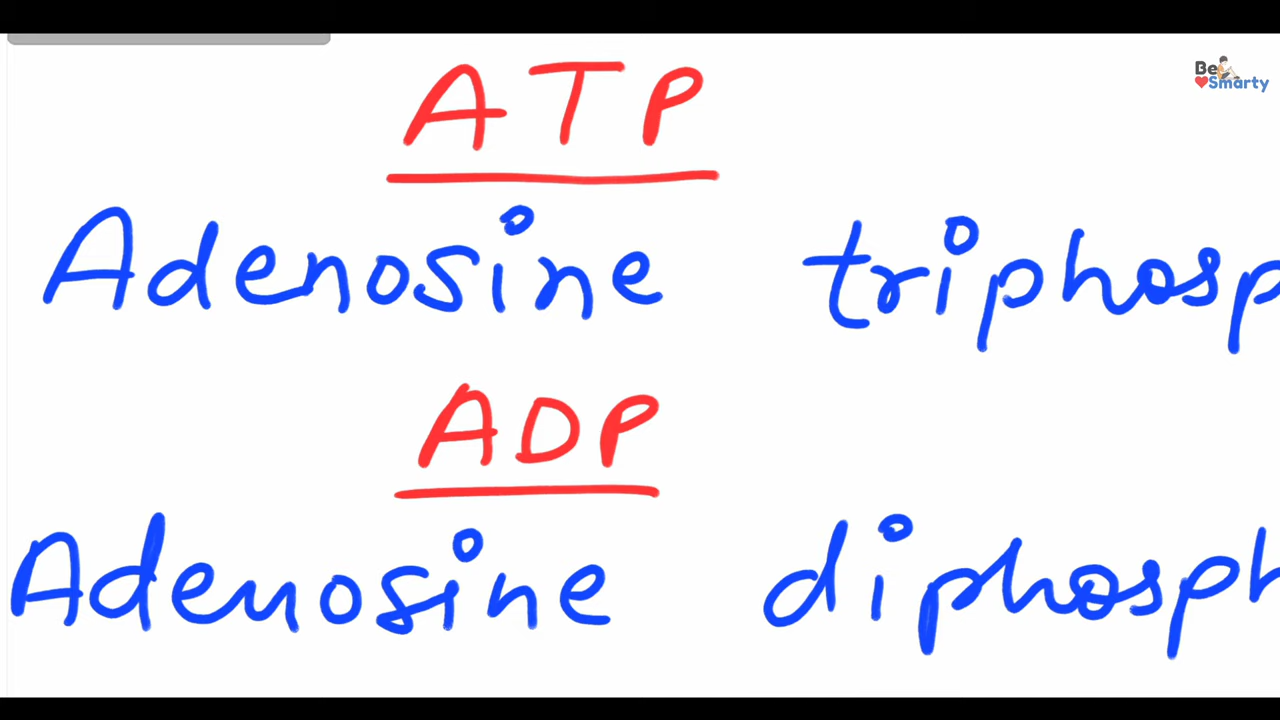 Be
Smarty
ATP
Adenosine triphosp
ADP
Adenosine diphosph